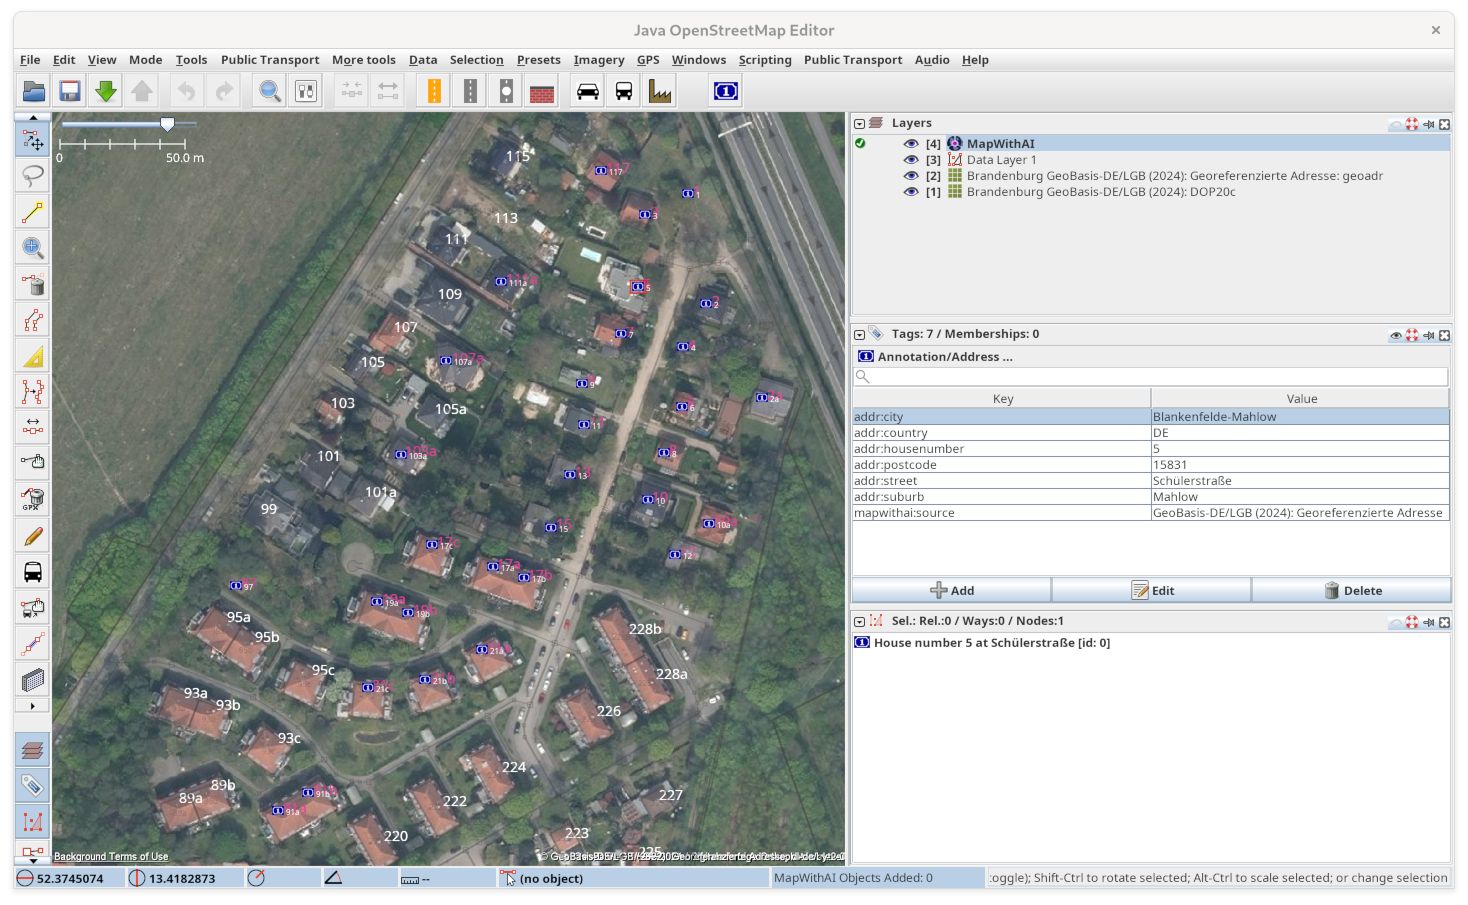 Java OpenStreetMap Editor
File Edit View Mode Tools Public Transport More tools Data Selection Presets Imagery GPS Windows Scripting Public Transport Audio Help
0 50.0 m
115
117
1
3
113
111
111a
5
109
2
107
7
4
105
107a
9
2a
103
105a
6
11
101
103a
8
13
101a
10
99
15
10a
17c
12
17a
17b
97
19a
19b
95a
95b
228b
21a
95c
21c
21b
228a
93a
93b
226
93c
224
89b
89a
91b
91a
222
227
220
223
225
Background Terms of Use
Layers
[4] MapWithAI
[3] Data Layer 1
[2] Brandenburg GeoBasis-DE/LGB (2024): Georeferenzierte Adresse: geoadr
[1] Brandenburg GeoBasis-DE/LGB (2024): DOP20c
Tags: 7 / Memberships: 0
Annotation/Address ...
Key Value
addr:city Blankenfelde-Mahlow
addr:country DE
addr:housenumber 5
addr:postcode 15831
addr:street Schülerstraße
addr:suburb Mahlow
mapwithai:source GeoBasis-DE/LGB (2024): Georeferenzierte Adresse
Add Edit Delete
Sel.: Rel.:0 / Ways:0 / Nodes:1
House number 5 at Schülerstraße [id: 0]
52.3745074 13.4182873 -- (no object) MapWithAI Objects Added: 0 :oggle); Shift-Ctrl to rotate selected; Alt-Ctrl to scale selected; or change selection